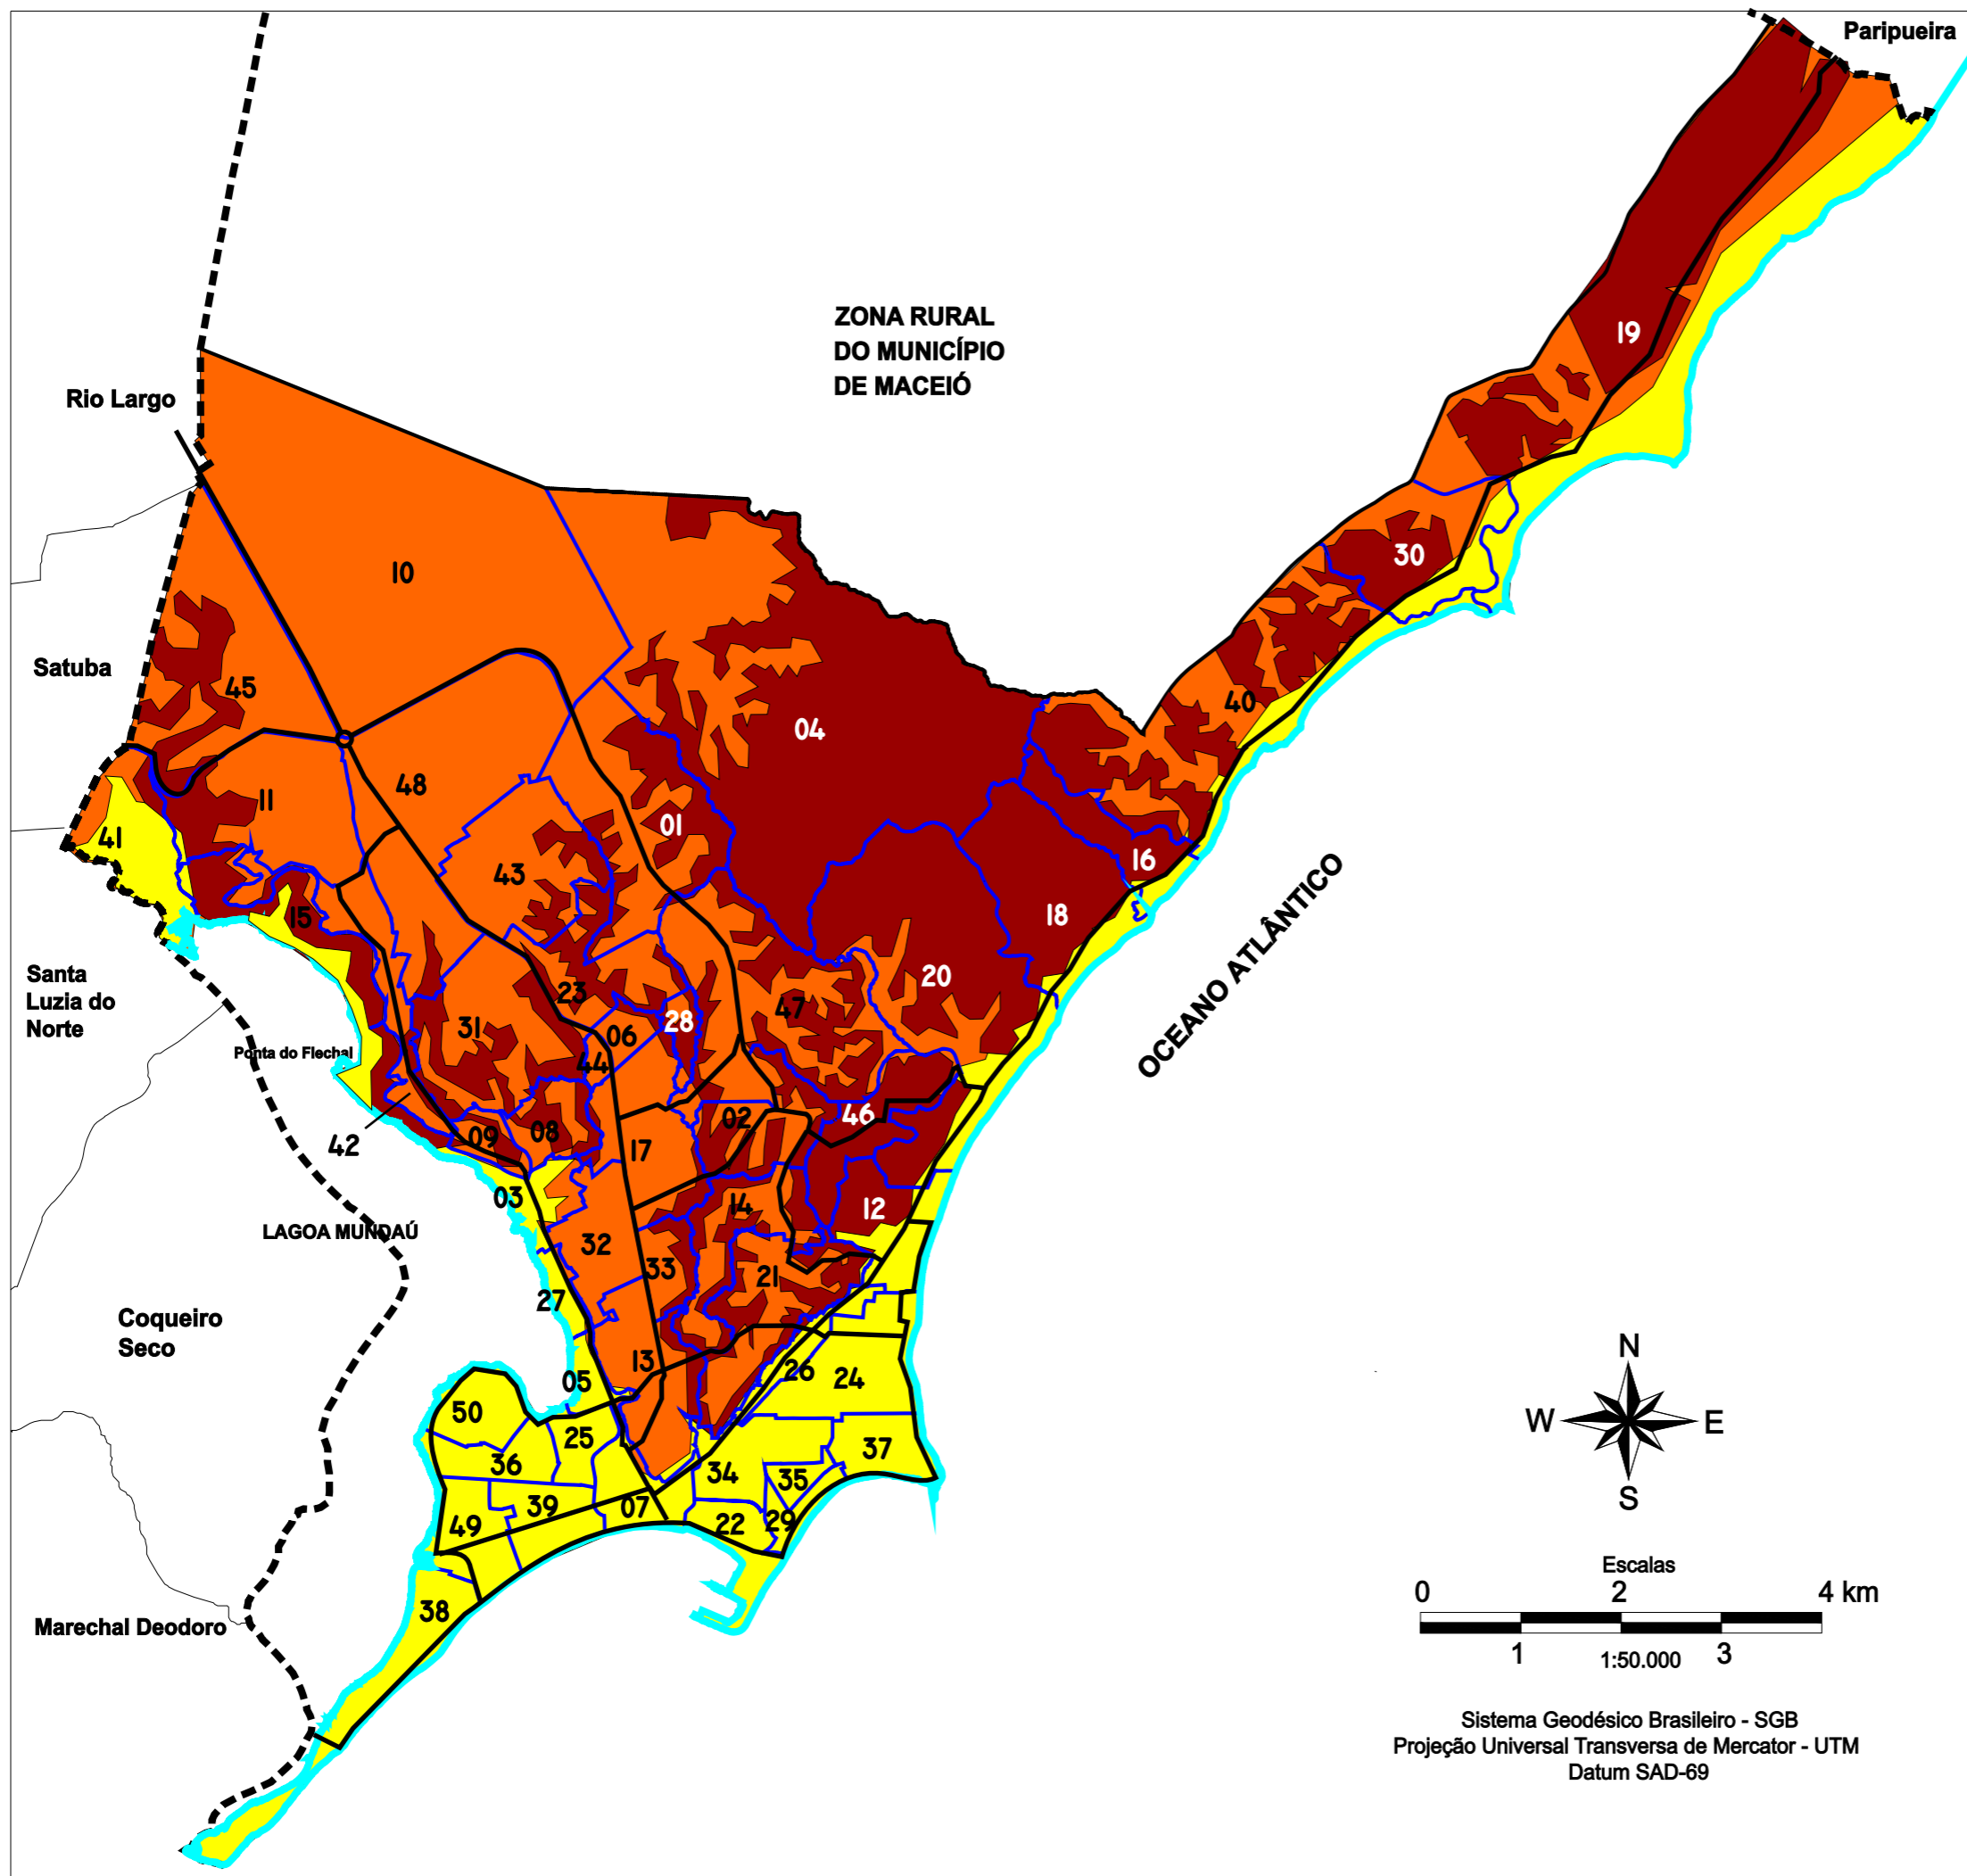 Paripueira
ZONA RURAL
DO MUNICÍPIO
DE MACEIÓ
19
Rio Largo
10
30
Satuba
45
04
40
48
11
01
41
43
16
15
18
OCEANO ATLÂNTICO
Santa
Luzia do
Norte
20
23
47
28
31
06
Ponta do Flechal
44
46
02
42
09
08
17
03
14
12
LAGOA MUNDAÚ
32
33
21
27
Coqueiro
Seco
13
05
26
24
N
W
E
S
50
25
36
34
35
37
39
07
49
22
29
38
Marechal Deodoro
Escalas
0 2 4 km
1 1:50.000 3
Sistema Geodésico Brasileiro - SGB
Projeção Universal Transversa de Mercator - UTM
Datum SAD-69